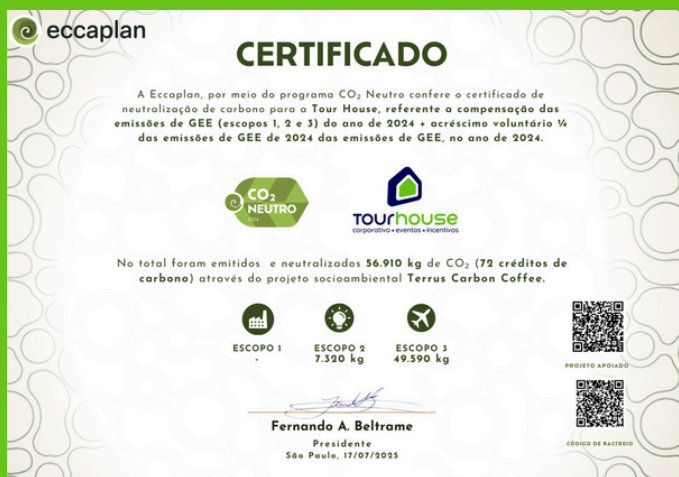 eccaplan
CERTIFICADO
A Eccaplan, por meio do programa CO₂ Neutro confere o certificado de
neutralização de carbono para a Tour House, referente a compensação das
emissões de GEE (escopos 1, 2 e 3) do ano de 2024 + acréscimo voluntário ¼
das emissões de GEE de 2024 das emissões de GEE, no ano de 2024.
CO₂
NEUTRO
2024
TOURhouse
corporativo • eventos • incentivos
No total foram emitidos e neutralizados 56.910 kg de CO₂ (72 créditos de
carbono) através do projeto socioambiental Terrus Carbon Coffee.
ESCOPO 1
-
ESCOPO 2
7.320 kg
ESCOPO 3
49.590 kg
PROJETO APOIADO
CÓDIGO DE RASTREIO
Fernando A. Beltrame
Presidente
São Paulo, 17/07/2025